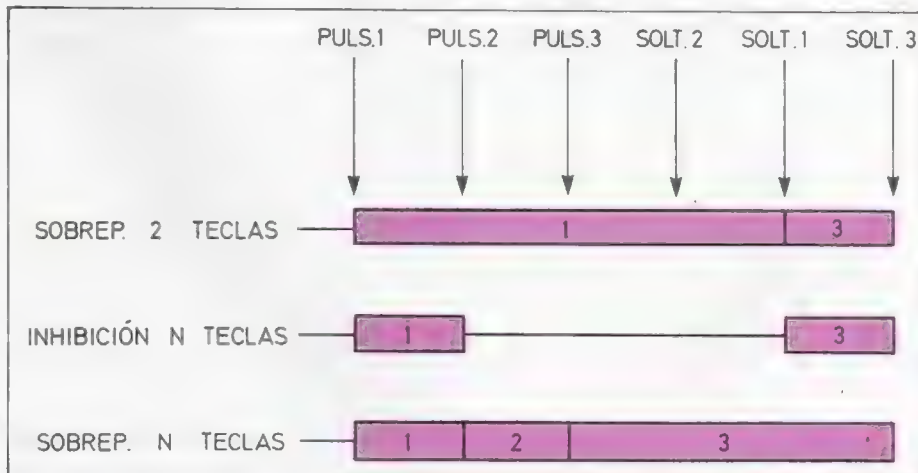 PULS.1 PULS.2 PULS.3 SOLT. 2 SOLT. 1 SOLT. 3
SOBREP. 2 TECLAS 1 3
INHIBICIÓN N TECLAS 1 3
SOBREP. N TECLAS 1 2 3